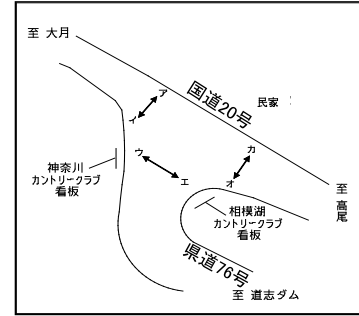 至 大月
国道20号
民家
ア
イ
ウ
エ
カ
オ
神奈川
カントリークラブ
看板
相模湖
カントリークラブ
看板
至
高
尾
県道76号
至 道志ダム